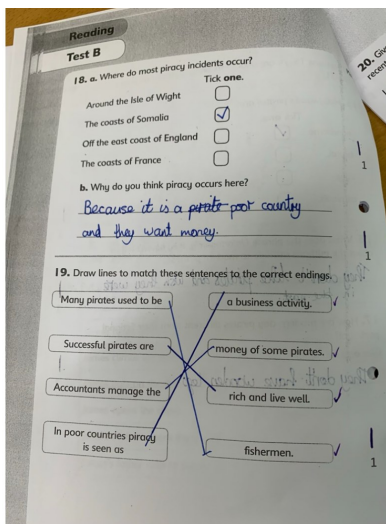 Reading
Test B
20. Giv
recent
18. a. Where do most piracy incidents occur?
Tick one.
Around the Isle of Wight
The coasts of Somalia
Off the east coast of England
The coasts of France
1
b. Why do you think piracy occurs here?
Because it is a pirate poor country
and they want money.
1
19. Draw lines to match these sentences to the correct endings.
Many pirates used to be
a business activity.
Successful pirates are
money of some pirates.
Accountants manage the
rich and live well.
In poor countries piracy
is seen as
fishermen.
1